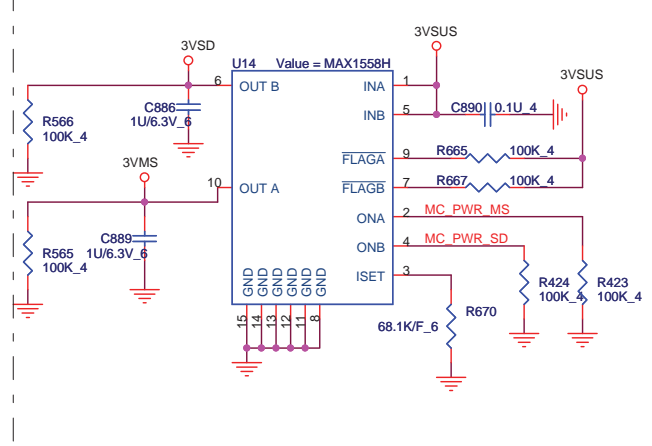 3VSUS
3VSD
U14 Value = MAX1558H
3VSUS
6 OUT B
INA 1
C886
1U/6.3V_6
R566
100K_4
INB 5
C890 0.1U_4
FLAGA 9
R665 100K_4
3VMS
10 OUT A
FLAGB 7
R667 100K_4
ONA 2
MC_PWR_MS
C889
1U/6.3V_6
ONB 4
MC_PWR_SD
R565
100K_4
ISET 3
R424
100K_4
R423
100K_4
GND
GND
GND
GND
GND
GND
R670
68.1K/F_6
15
14
13
12
11
8